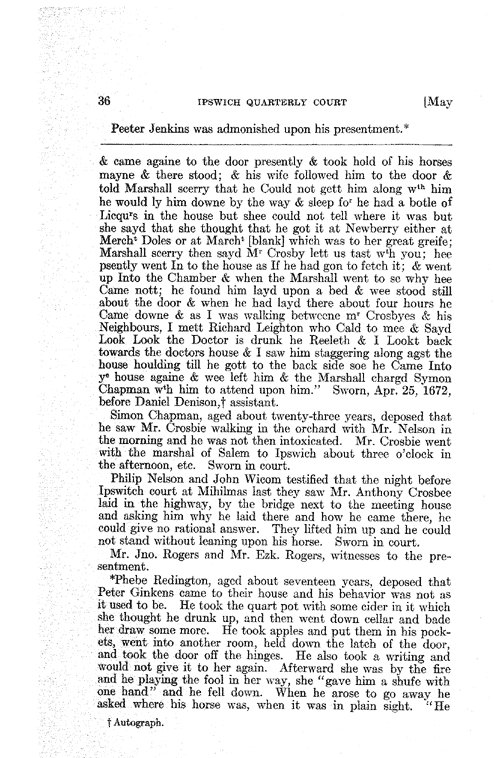 36 IPSWICH QUARTERLY COURT [May
Peeter Jenkins was admonished upon his presentment.*
& came againe to the door presently & took hold of his horses
mayne & there stood; & his wife followed him to the door &
told Marshall scerry that he Could not gett him along wth him
he would ly him downe by the way & sleep for he had a botle of
Licqurs in the house but shee could not tell where it was but
she sayd that she thought that he got it at Newberry either at
Mercht Doles or at Marcht [blank] which was to her great greife;
Marshall scerry then sayd Mr Crosby lett us tast wth you; hee
psently went In to the house as If he had gon to fetch it; & went
up Into the Chamber & when the Marshall went to se why hee
Came nott; he found him layd upon a bed & wee stood still
about the door & when he had layd there about four hours he
Came downe & as I was walking betweene mr Crosbyes & his
Neighbours, I mett Richard Leighton who Cald to mee & Sayd
Look Look the Doctor is drunk he Reeleth & I Lookt back
towards the doctors house & I saw him staggering along agst the
house houlding till he gott to the back side soe he Came Into
ye house againe & wee left him & the Marshall chargd Symon
Chapman wth him to attend upon him." Sworn, Apr. 25, 1672,
before Daniel Denison,† assistant.
Simon Chapman, aged about twenty-three years, deposed that
he saw Mr. Crosbie walking in the orchard with Mr. Nelson in
the morning and he was not then intoxicated. Mr. Crosbie went
with the marshal of Salem to Ipswich about three o'clock in
the afternoon, etc. Sworn in court.
Philip Nelson and John Wicom testified that the night before
Ipswitch court at Mihilmas last they saw Mr. Anthony Crosbee
laid in the highway, by the bridge next to the meeting house
and asking him why he laid there and how he came there, he
could give no rational answer. They lifted him up and he could
not stand without leaning upon his horse. Sworn in court.
Mr. Jno. Rogers and Mr. Ezk. Rogers, witnesses to the pre-
sentment.
*Phebe Redington, aged about seventeen years, deposed that
Peter Ginkens came to their house and his behavior was not as
it used to be. He took the quart pot with some cider in it which
she thought he drunk up, and then went down cellar and bade
her draw some more. He took apples and put them in his pock-
ets, went into another room, held down the latch of the door,
and took the door off the hinges. He also took a writing and
would not give it to her again. Afterward she was by the fire
and he playing the fool in her way, she "gave him a shufe with
one hand" and he fell down. When he arose to go away he
asked where his horse was, when it was in plain sight. "He
† Autograph.